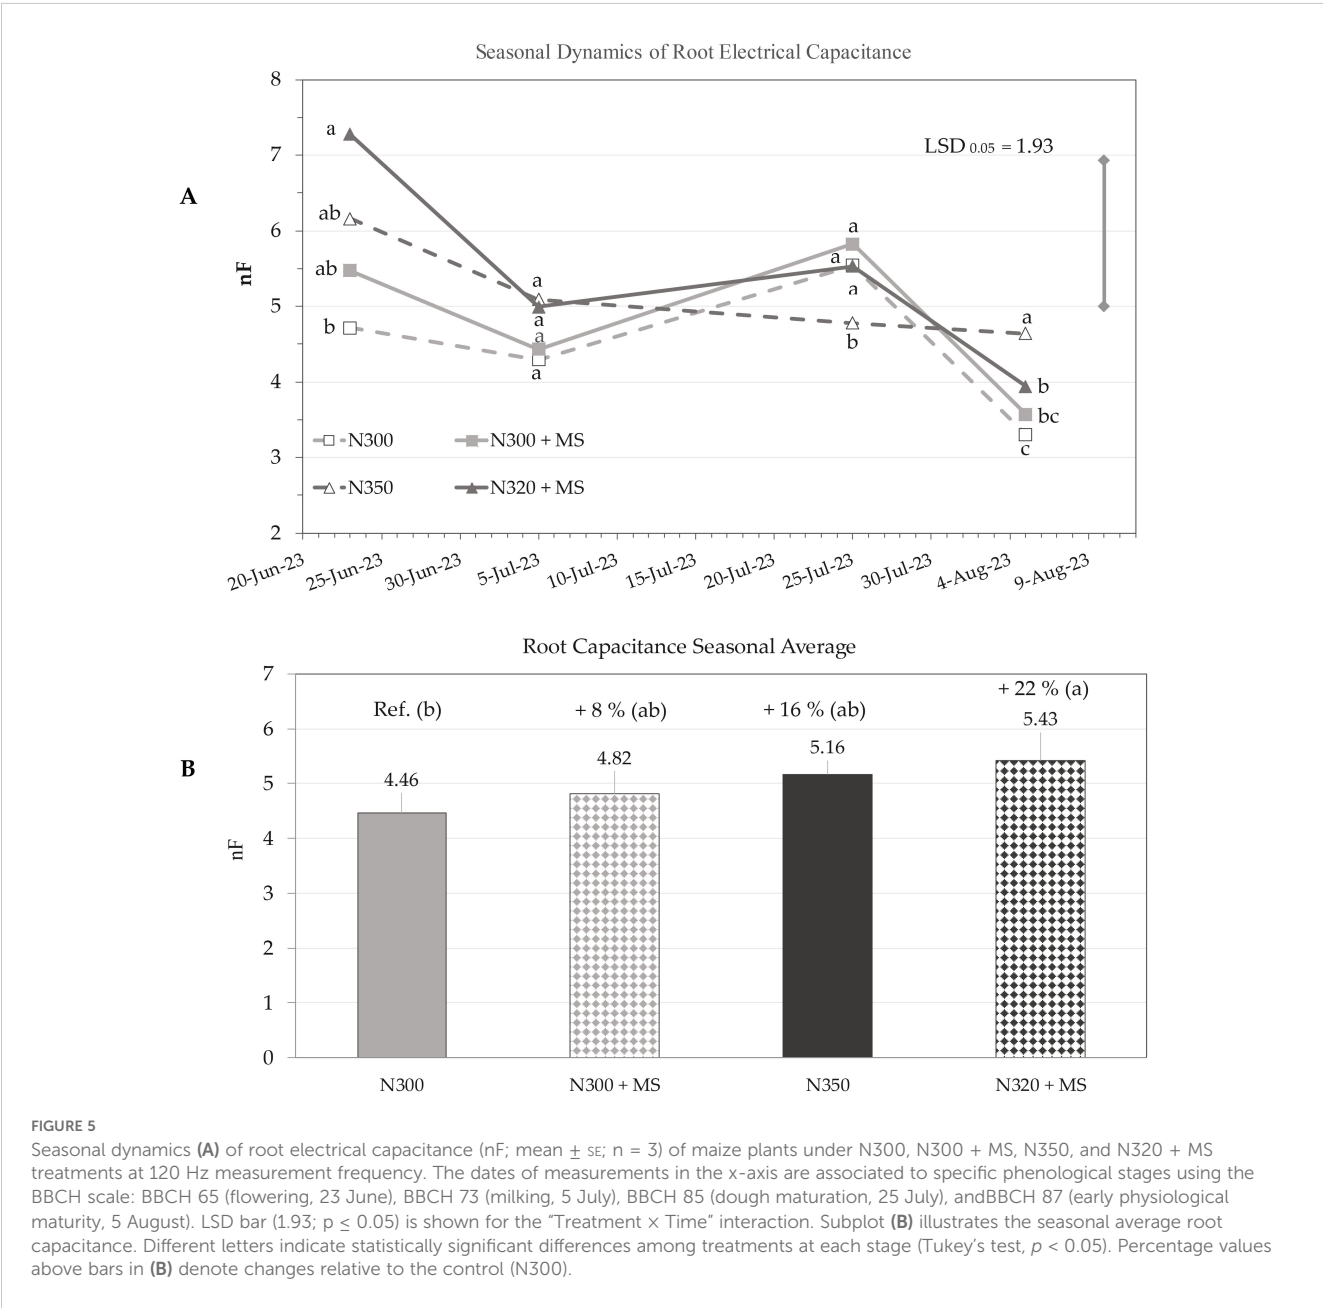 Seasonal Dynamics of Root Electrical Capacitance
8
7
6
5
4
3
2
A
nF
LSD 0.05 = 1.93
a
ab
ab
b
a
a
a
a
a
a
a
b
a
b
bc
c
N300
N300 + MS
N350
N320 + MS
20-Jun-23
25-Jun-23
30-Jun-23
5-Jul-23
10-Jul-23
15-Jul-23
20-Jul-23
25-Jul-23
30-Jul-23
4-Aug-23
9-Aug-23
Root Capacitance Seasonal Average
7
6
5
4
3
2
1
0
B
nF
Ref. (b)
+ 8 % (ab)
+ 16 % (ab)
+ 22 % (a)
4.46
4.82
5.16
5.43
N300
N300 + MS
N350
N320 + MS
FIGURE 5
Seasonal dynamics (A) of root electrical capacitance (nF; mean ± SE; n = 3) of maize plants under N300, N300 + MS, N350, and N320 + MS
treatments at 120 Hz measurement frequency. The dates of measurements in the x-axis are associated to specific phenological stages using the
BBCH scale: BBCH 65 (flowering, 23 June), BBCH 73 (milking, 5 July), BBCH 85 (dough maturation, 25 July), andBBCH 87 (early physiological
maturity, 5 August). LSD bar (1.93; p ≤ 0.05) is shown for the "Treatment × Time" interaction. Subplot (B) illustrates the seasonal average root
capacitance. Different letters indicate statistically significant differences among treatments at each stage (Tukey's test, p < 0.05). Percentage values
above bars in (B) denote changes relative to the control (N300).